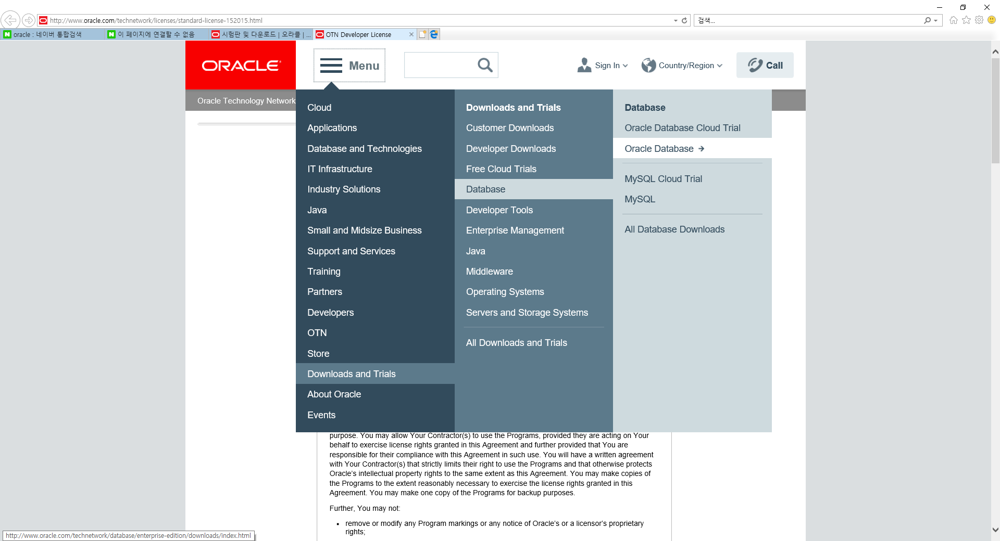 http://www.oracle.com/technetwork/licenses/standard-license-152015.html
검색...
oracle : 네이버 통합검색
이 페이지에 연결할 수 없음
시험판 및 다운로드 | 오라클 | ...
OTN Developer License
ORACLE
Menu
Sign In
Country/Region
Call
Oracle Technology Network
Cloud
Applications
Database and Technologies
IT Infrastructure
Industry Solutions
Java
Small and Midsize Business
Support and Services
Training
Partners
Developers
OTN
Store
Downloads and Trials
About Oracle
Events
Downloads and Trials
Customer Downloads
Developer Downloads
Free Cloud Trials
Database
Developer Tools
Enterprise Management
Java
Middleware
Operating Systems
Servers and Storage Systems
All Downloads and Trials
Database
Oracle Database Cloud Trial
Oracle Database
MySQL Cloud Trial
MySQL
All Database Downloads
purpose. You may allow Your Contractor(s) to use the Programs, provided they are acting on Your
behalf to exercise license rights granted in this Agreement and further provided that You are
responsible for their compliance with this Agreement in such use. You will have a written agreement
with Your Contractor(s) that strictly limits their right to use the Programs and that otherwise protects
Oracle's intellectual property rights to the same extent as this Agreement. You may make copies of
the Programs to the extent reasonably necessary to exercise the license rights granted in this
Agreement. You may make one copy of the Programs for backup purposes.
Further, You may not:
▪ remove or modify any Program markings or any notice of Oracle's or a licensor's proprietary
rights;
http://www.oracle.com/technetwork/database/enterprise-edition/downloads/index.html